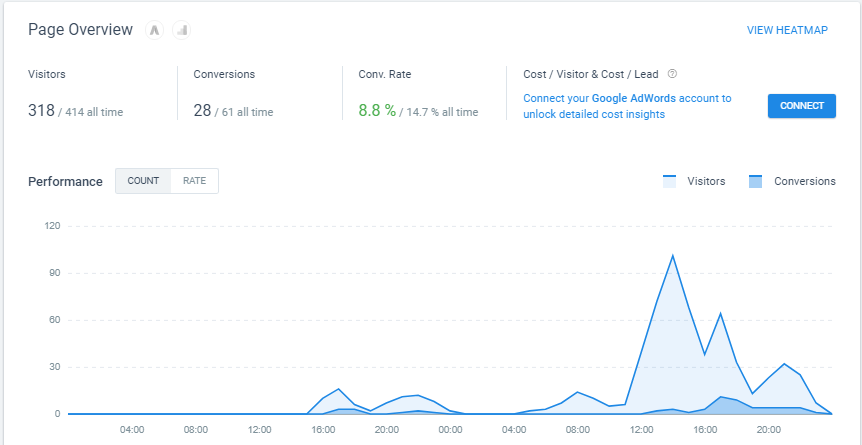 Page Overview
VIEW HEATMAP
Visitors
318 / 414 all time
Conversions
28 / 61 all time
Conv. Rate
8.8 % / 14.7 % all time
Cost / Visitor & Cost / Lead ?
Connect your Google AdWords account to
unlock detailed cost insights
CONNECT
Performance COUNT RATE
Visitors Conversions
120
90
60
30
0
04:00 08:00 12:00 16:00 20:00 00:00 04:00 08:00 12:00 16:00 20:00